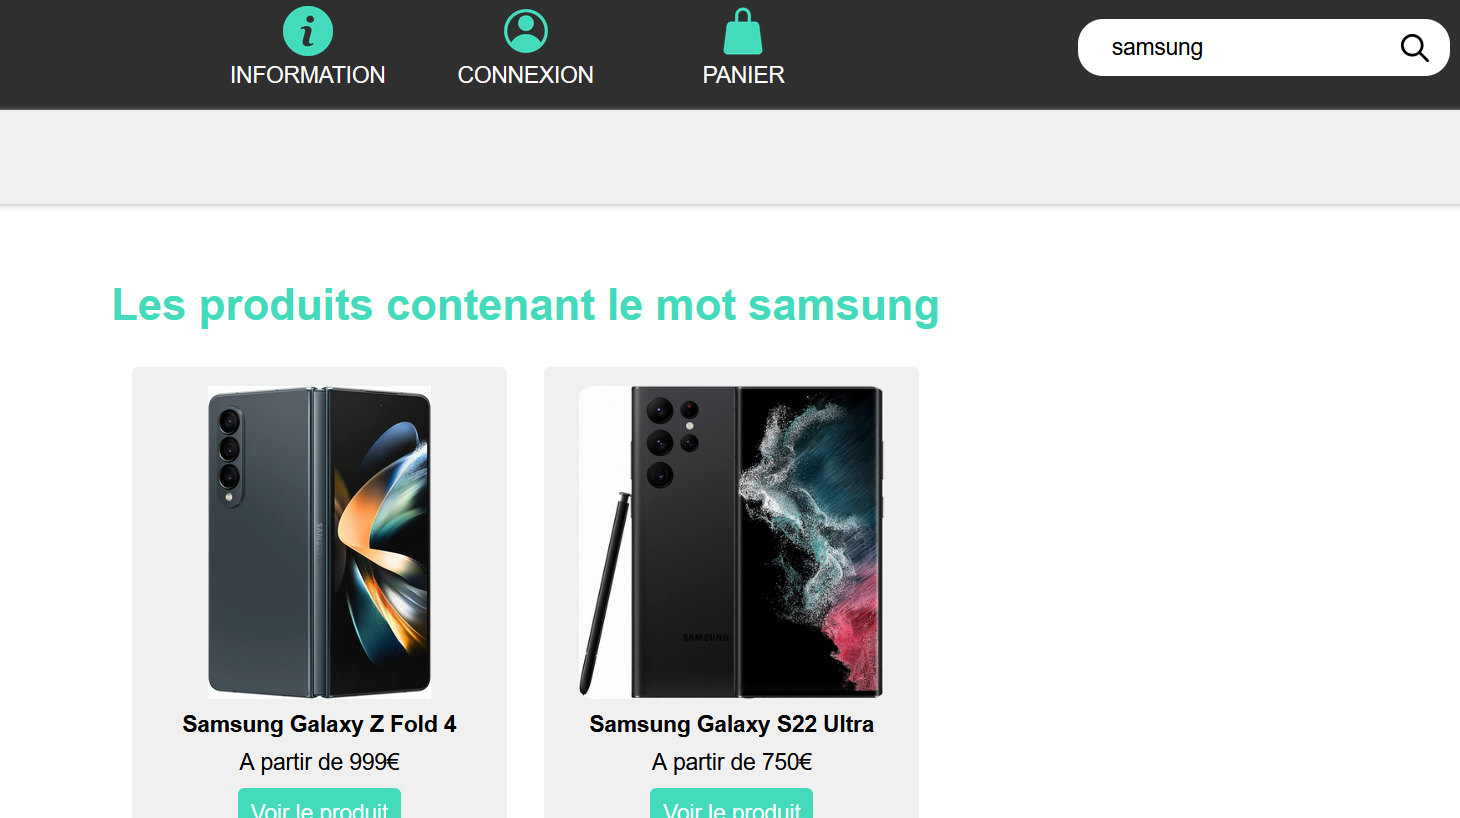 INFORMATION CONNEXION PANIER samsung
Les produits contenant le mot samsung
SAMSUNG
Samsung Galaxy Z Fold 4 Samsung Galaxy S22 Ultra
A partir de 999€ A partir de 750€
Voir le produit Voir le produit